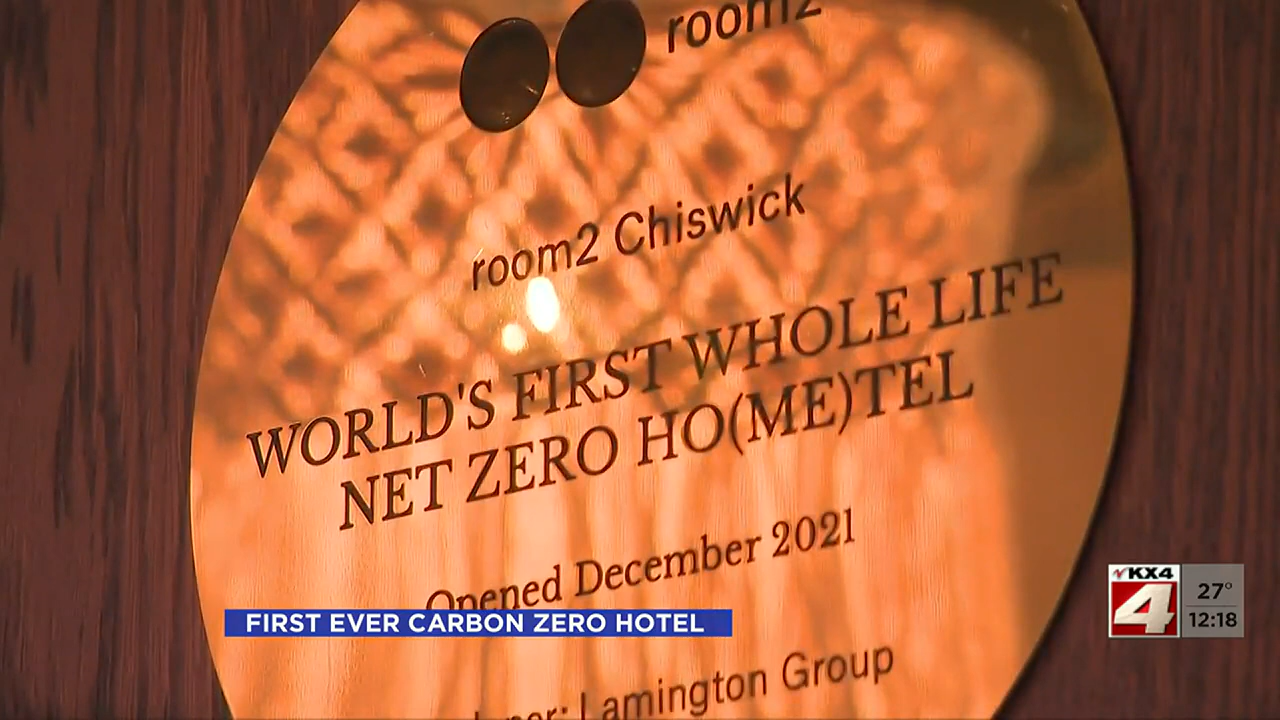 room2
room2 Chiswick
WORLD'S FIRST WHOLE LIFE
NET ZERO HO(ME)TEL
Opened December 2021
FIRST EVER CARBON ZERO HOTEL
Lamington Group
KX4
4
27°
12:18